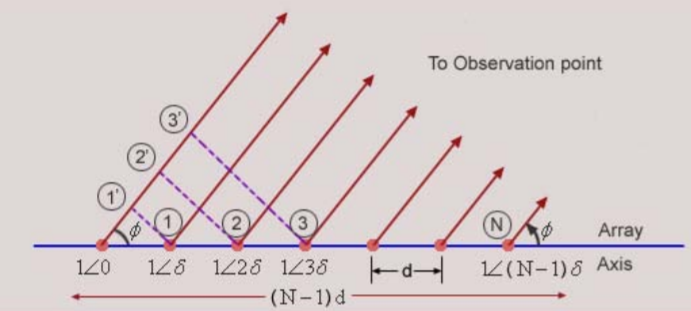 To Observation point
3'
2'
1'
ϕ 1 2 3 N ϕ Array
1∠0 1∠δ 1∠2δ 1∠3δ d 1∠(N−1)δ Axis
(N−1)d